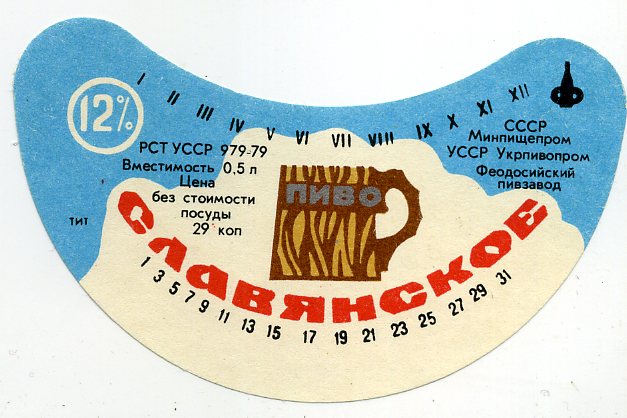 I II III IV V VI VII VIII IX X XI XII
12%
РСТ УССР 979-79
Вместимость 0,5 л
Цена
без стоимости
посуды
29 коп
тит
ПИВО
СССР
Минпищепром
УССР Укрпивопром
Феодосийский
пивзавод
СЛАВЯНСКОЕ
1 3 5 7 9 11 13 15 17 19 21 23 25 27 29 31